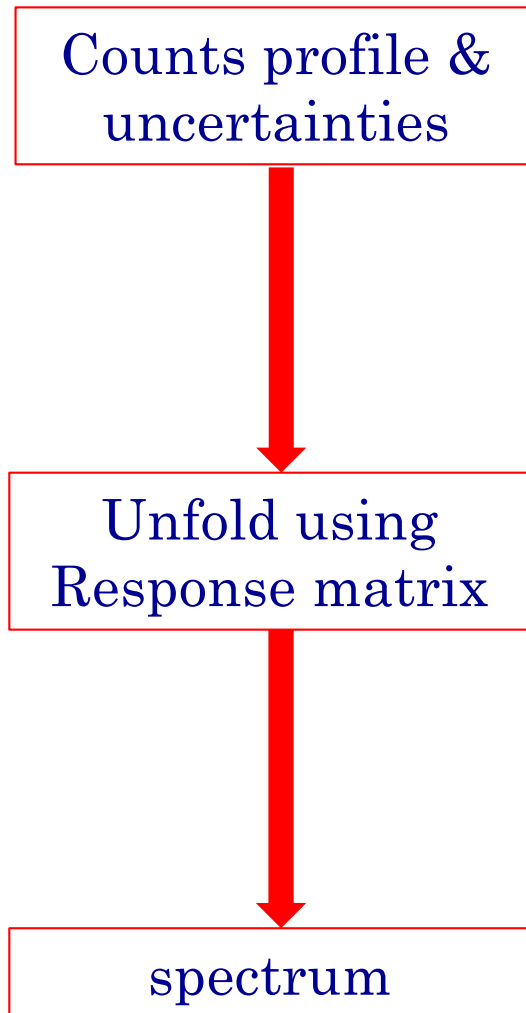 Counts profile &
uncertainties
Unfold using
Response matrix
spectrum